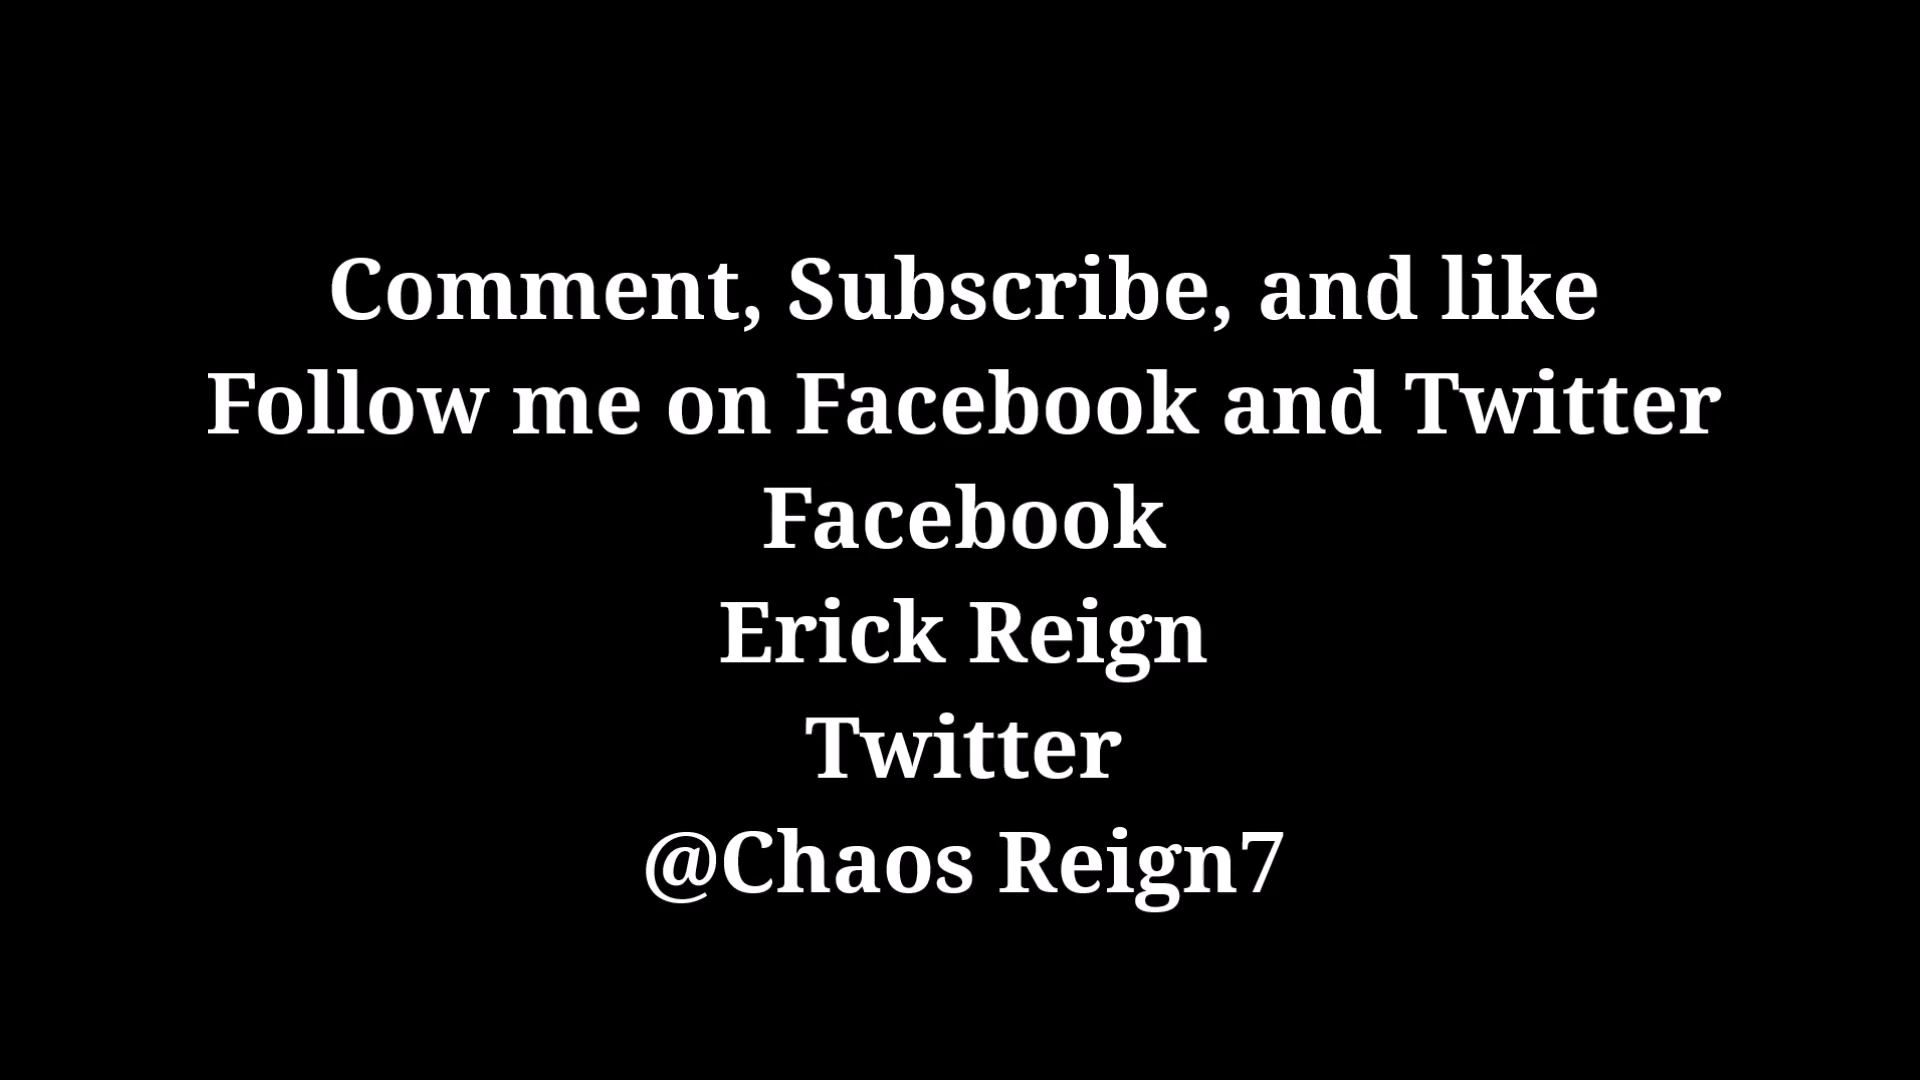 Comment, Subscribe, and like
Follow me on Facebook and Twitter
Facebook
Erick Reign
Twitter
@Chaos Reign7